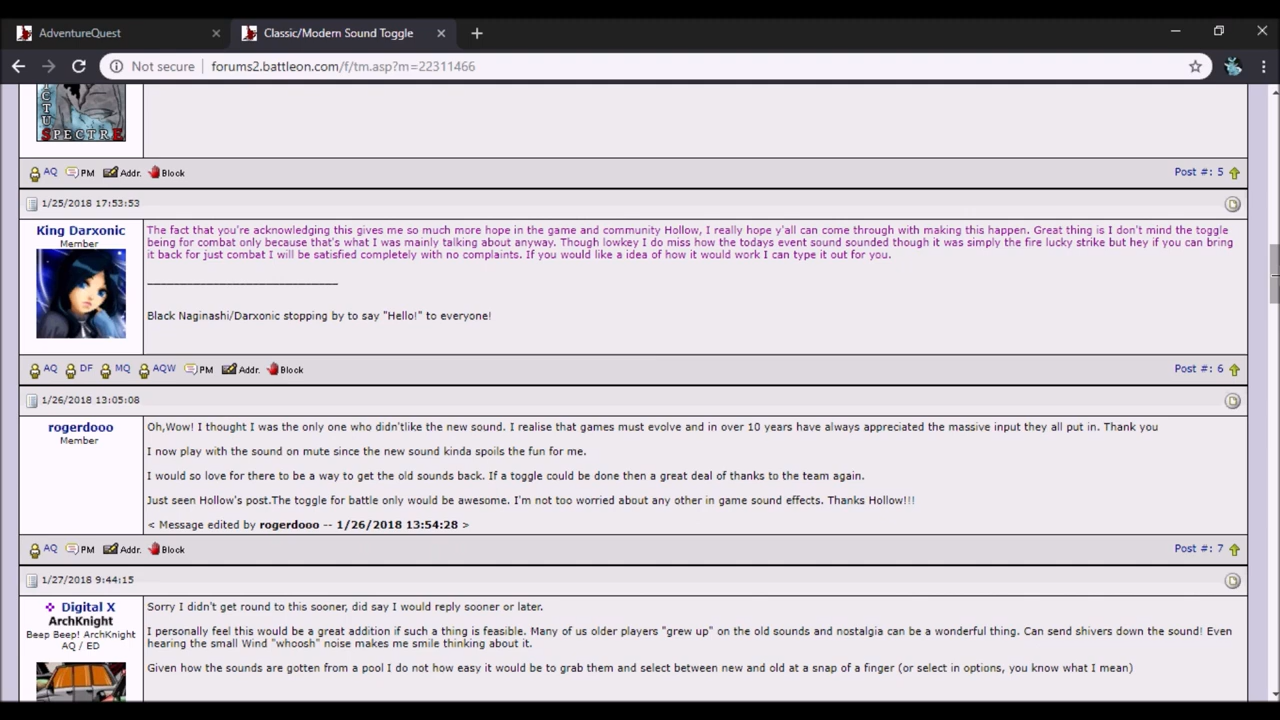 AdventureQuest
Classic/Modern Sound Toggle
Not secure
forums2.battleon.com/f/tm.asp?m=22311466
I
C
T
U
SPECTRE
AQ PM Addr. Block
Post #: 5
1/25/2018 17:53:53
King Darxonic
Member
The fact that you're acknowledging this gives me so much more hope in the game and community Hollow, I really hope y'all can come through with making this happen. Great thing is I don't mind the toggle
being for combat only because that's what I was mainly talking about anyway. Though lowkey I do miss how the todays event sound sounded though it was simply the fire lucky strike but hey if you can bring
it back for just combat I will be satisfied completely with no complaints. If you would like a idea of how it would work I can type it out for you.
_____________________________
Black Naginashi/Darxonic stopping by to say "Hello!" to everyone!
AQ DF MQ AQW PM Addr. Block
Post #: 6
1/26/2018 13:05:08
rogerdooo
Member
Oh,Wow! I thought I was the only one who didn'tlike the new sound. I realise that games must evolve and in over 10 years have always appreciated the massive input they all put in. Thank you
I now play with the sound on mute since the new sound kinda spoils the fun for me.
I would so love for there to be a way to get the old sounds back. If a toggle could be done then a great deal of thanks to the team again.
Just seen Hollow's post.The toggle for battle only would be awesome. I'm not too worried about any other in game sound effects. Thanks Hollow!!!
< Message edited by rogerdooo -- 1/26/2018 13:54:28 >
AQ PM Addr. Block
Post #: 7
1/27/2018 9:44:15
Digital X
ArchKnight
Beep Beep! ArchKnight
AQ / ED
Sorry I didn't get round to this sooner, did say I would reply sooner or later.
I personally feel this would be a great addition if such a thing is feasible. Many of us older players "grew up" on the old sounds and nostalgia can be a wonderful thing. Can send shivers down the sound! Even
hearing the small Wind "whoosh" noise makes me smile thinking about it.
Given how the sounds are gotten from a pool I do not how easy it would be to grab them and select between new and old at a snap of a finger (or select in options, you know what I mean)